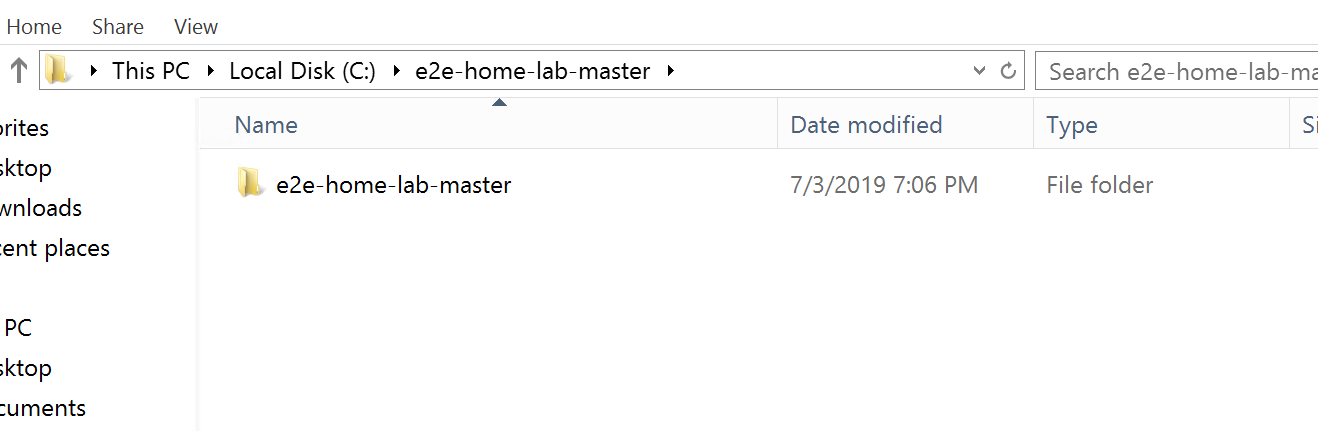 Home Share View
This PC Local Disk (C:) e2e-home-lab-master Search e2e-home-lab-ma
Name Date modified Type Si
orites
e2e-home-lab-master 7/3/2019 7:06 PM File folder
sktop
wnloads
cent places
PC
sktop
cuments